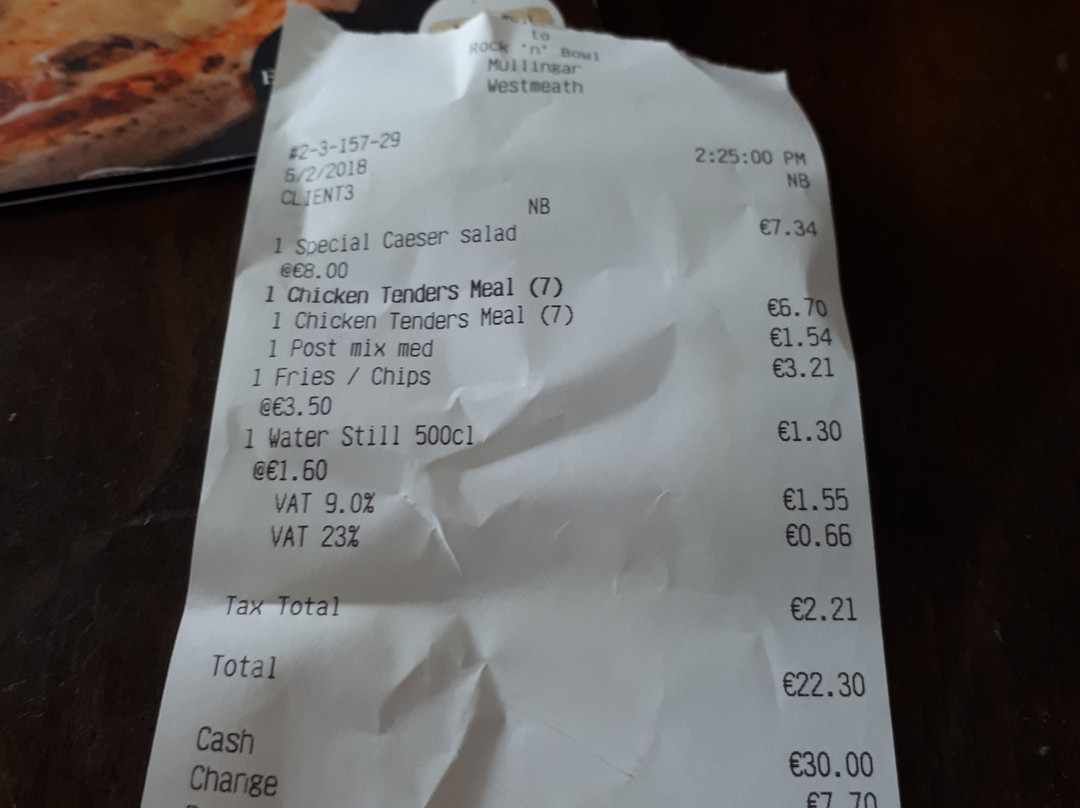 to
Rock 'n' Bowl
Mullingar
Westmeath
#2-3-157-29
6/2/2018 2:25:00 PM
CLIENT3 NB
NB
1 Special Caeser salad €7.34
@€8.00
1 Chicken Tenders Meal (7)
1 Chicken Tenders Meal (7) €6.70
1 Post mix med €1.54
1 Fries / Chips €3.21
@€3.50
1 Water Still 500cl €1.30
@€1.60
VAT 9.0% €1.55
VAT 23% €0.66
Tax Total €2.21
Total €22.30
Cash €30.00
Change €7.70